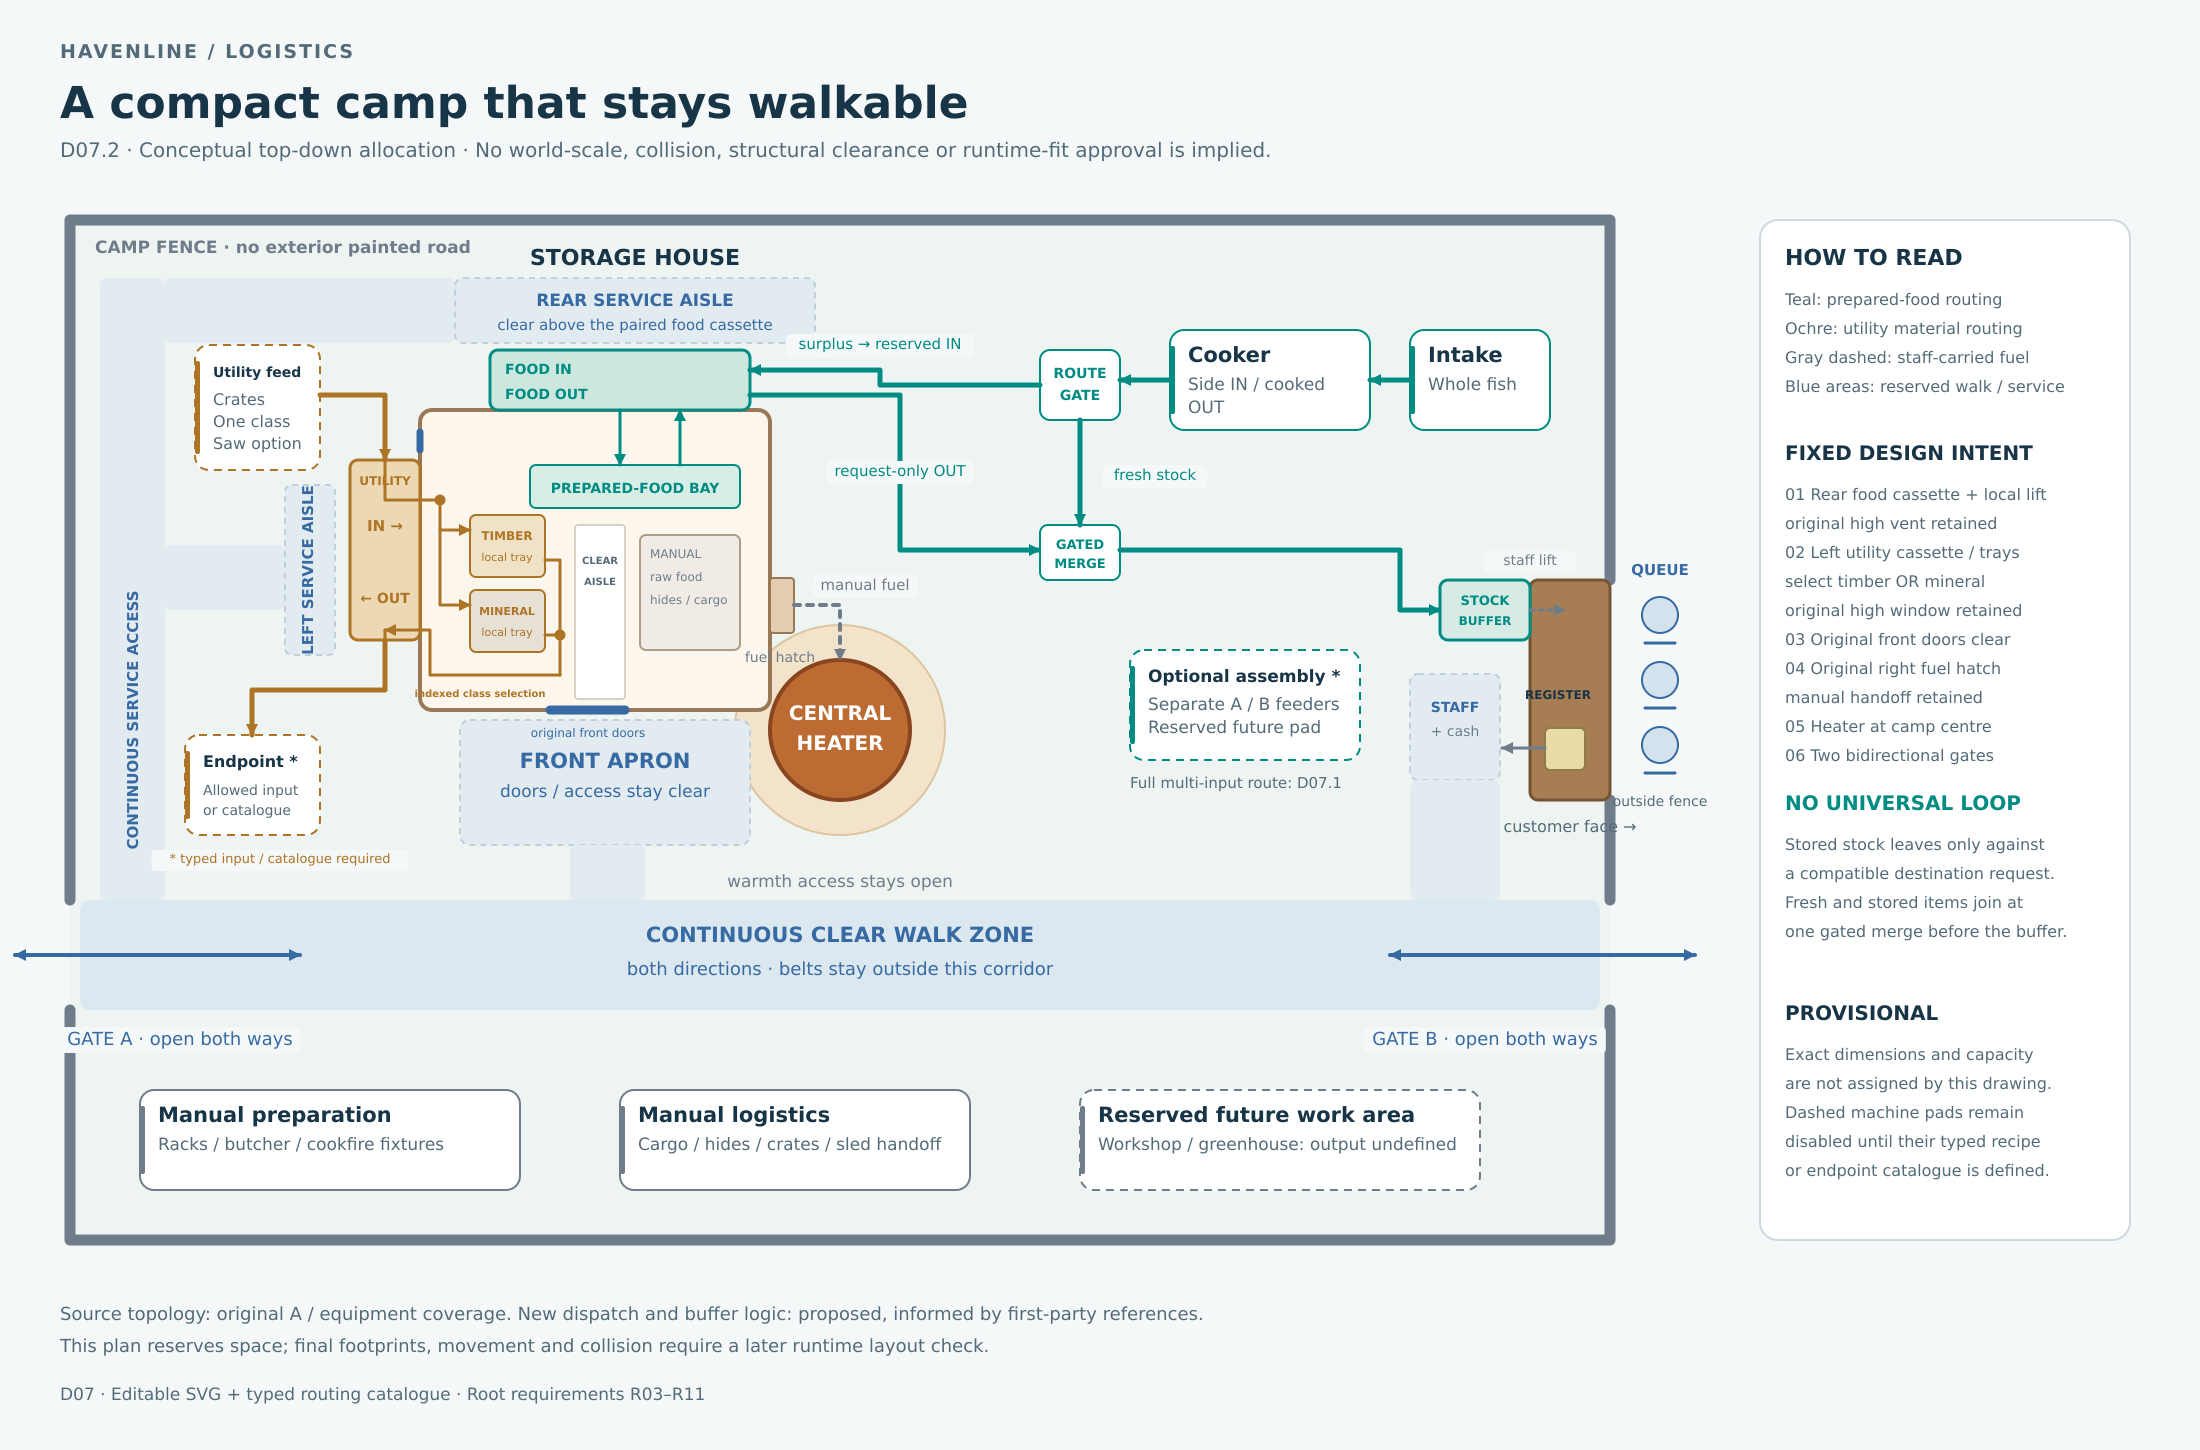 HAVENLINE / LOGISTICS
A compact camp that stays walkable
D07.2 · Conceptual top-down allocation · No world-scale, collision, structural clearance or runtime-fit approval is implied.
CAMP FENCE · no exterior painted road
STORAGE HOUSE
REAR SERVICE AISLE
clear above the paired food cassette
surplus → reserved IN
FOOD IN
FOOD OUT
ROUTE
GATE
Cooker
Side IN / cooked
OUT
Intake
Whole fish
Utility feed
Crates
One class
Saw option
UTILITY
IN →
← OUT
LEFT SERVICE AISLE
CONTINUOUS SERVICE ACCESS
PREPARED-FOOD BAY
TIMBER
local tray
MINERAL
local tray
CLEAR
AISLE
MANUAL
raw food
hides / cargo
indexed class selection
request-only OUT
fresh stock
GATED
MERGE
manual fuel
fuel hatch
CENTRAL
HEATER
staff lift
STOCK
BUFFER
QUEUE
REGISTER
STAFF
+ cash
Optional assembly *
Separate A / B feeders
Reserved future pad
Full multi-input route: D07.1
outside fence
customer face →
Endpoint *
Allowed input
or catalogue
* typed input / catalogue required
original front doors
FRONT APRON
doors / access stay clear
warmth access stays open
CONTINUOUS CLEAR WALK ZONE
both directions · belts stay outside this corridor
GATE A · open both ways
GATE B · open both ways
Manual preparation
Racks / butcher / cookfire fixtures
Manual logistics
Cargo / hides / crates / sled handoff
Reserved future work area
Workshop / greenhouse: output undefined
HOW TO READ
Teal: prepared-food routing
Ochre: utility material routing
Gray dashed: staff-carried fuel
Blue areas: reserved walk / service
FIXED DESIGN INTENT
01 Rear food cassette + local lift
original high vent retained
02 Left utility cassette / trays
select timber OR mineral
original high window retained
03 Original front doors clear
04 Original right fuel hatch
manual handoff retained
05 Heater at camp centre
06 Two bidirectional gates
NO UNIVERSAL LOOP
Stored stock leaves only against
a compatible destination request.
Fresh and stored items join at
one gated merge before the buffer.
PROVISIONAL
Exact dimensions and capacity
are not assigned by this drawing.
Dashed machine pads remain
disabled until their typed recipe
or endpoint catalogue is defined.
Source topology: original A / equipment coverage. New dispatch and buffer logic: proposed, informed by first-party references.
This plan reserves space; final footprints, movement and collision require a later runtime layout check.
D07 · Editable SVG + typed routing catalogue · Root requirements R03–R11